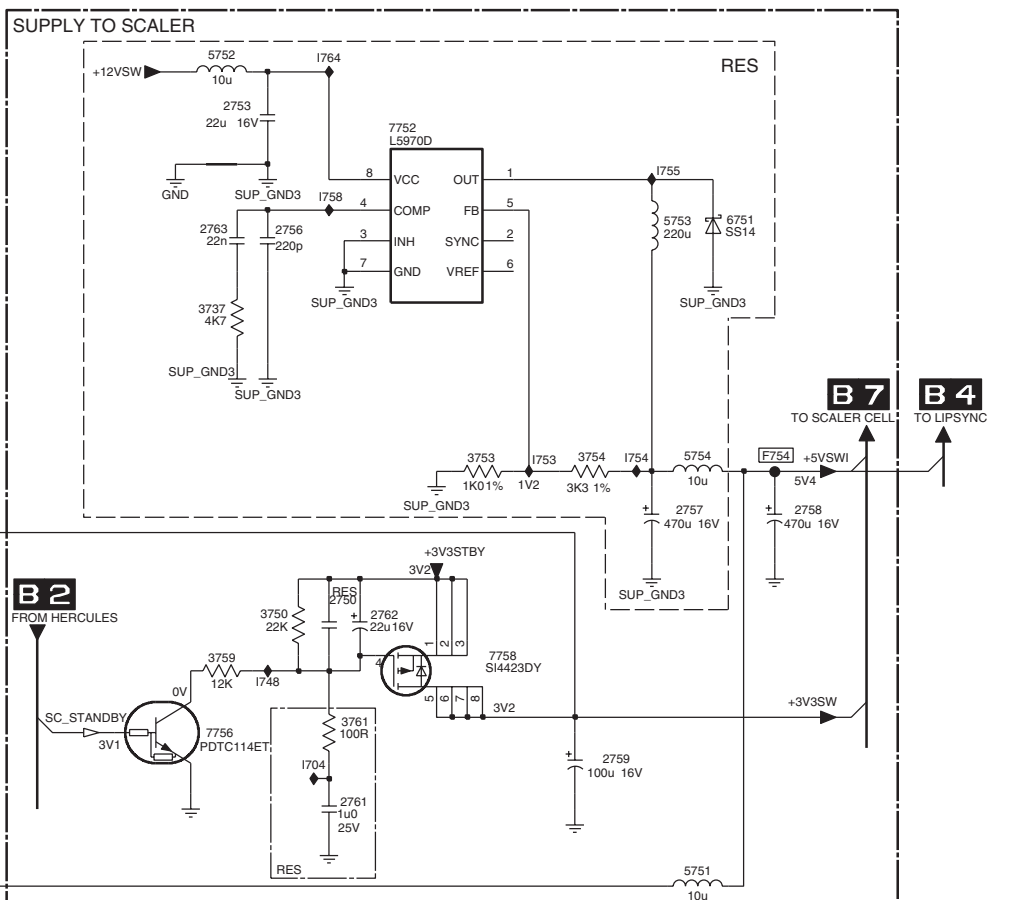 SUPPLY TO SCALER
RES
+12VSW
5752
10u
I764
2753
22u 16V
GND
SUP_GND3
7752
L5970D
8 VCC OUT 1
4 COMP FB 5
3 INH SYNC 2
7 GND VREF 6
I758
I755
2763
22n
2756
220p
SUP_GND3
5753
220u
6751
SS14
SUP_GND3
3737
4K7
SUP_GND3
SUP_GND3
B 7
TO SCALER CELL
B 4
TO LIPSYNC
3753
1K01%
I753
1V2
3754
3K3 1%
I754
5754
10u
F754
+5VSWI
5V4
SUP_GND3
2757
470u 16V
2758
470u 16V
SUP_GND3
+3V3STBY
3V2
B 2
FROM HERCULES
3750
22K
RES
2750
2762
22u16V
1
2
3
4
7758
SI4423DY
5
6
7
8
3V2
3759
12K
I748
0V
SC_STANDBY
3V1
7756
PDTC114ET
3761
100R
I704
2761
1u0
25V
RES
+3V3SW
2759
100u 16V
5751
10u